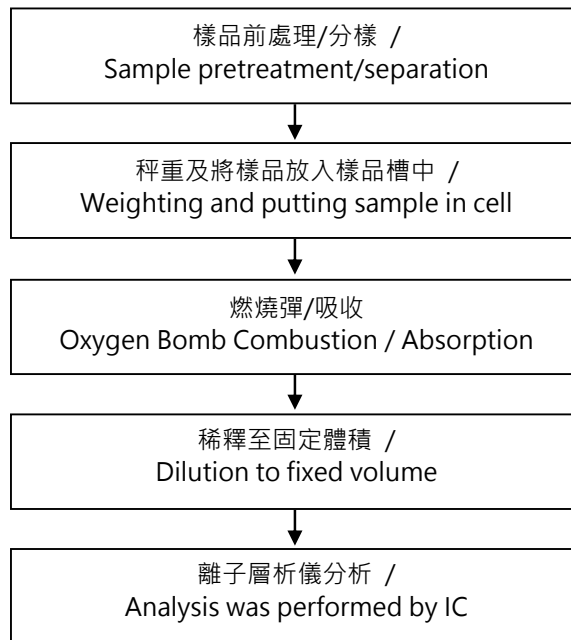 樣品前處理/分樣 /
Sample pretreatment/separation
秤重及將樣品放入樣品槽中 /
Weighting and putting sample in cell
燃燒彈/吸收
Oxygen Bomb Combustion / Absorption
稀釋至固定體積 /
Dilution to fixed volume
離子層析儀分析 /
Analysis was performed by IC